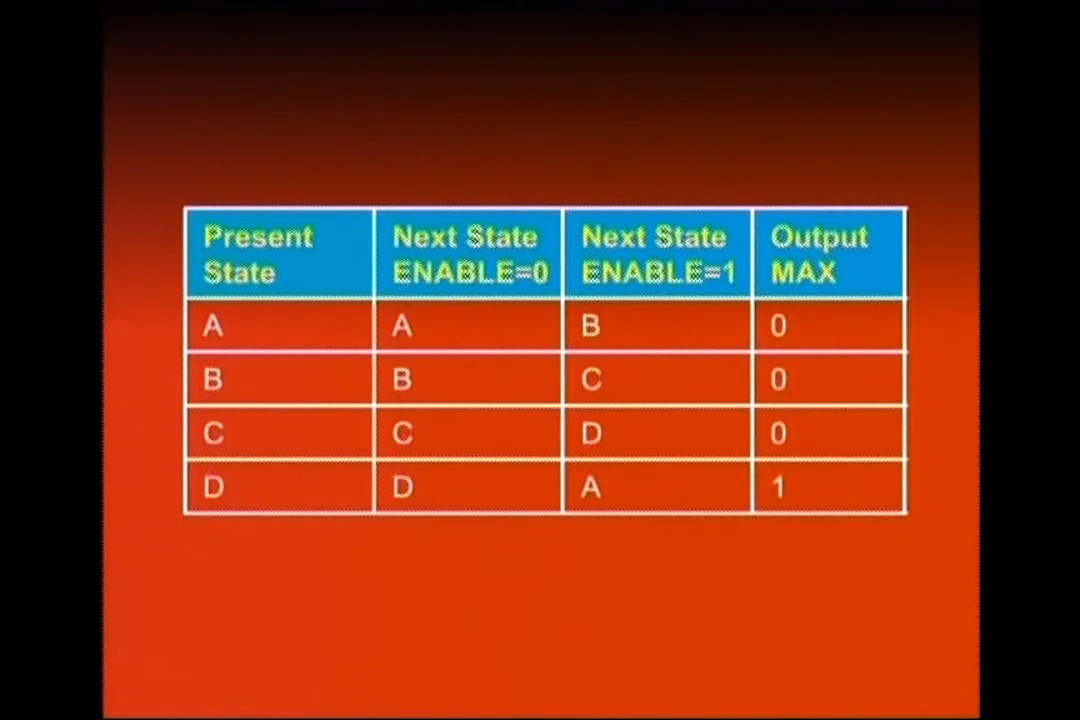 Present State | Next State ENABLE=0 | Next State ENABLE=1 | Output MAX
A | A | B | 0
B | B | C | 0
C | C | D | 0
D | D | A | 1